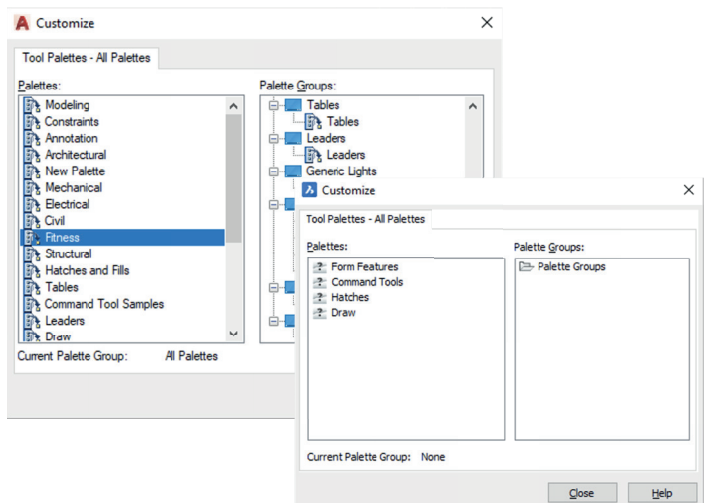 Customize
Tool Palettes - All Palettes
Palettes:
Modeling
Constraints
Annotation
Architectural
New Palette
Mechanical
Electrical
Civil
Fitness
Structural
Hatches and Fills
Tables
Command Tool Samples
Leaders
Draw
Palette Groups:
Tables
Tables
Leaders
Leaders
Generic Lights
Current Palette Group: All Palettes
Customize
Tool Palettes - All Palettes
Palettes:
Form Features
Command Tools
Hatches
Draw
Palette Groups:
Palette Groups
Current Palette Group: None
Close Help